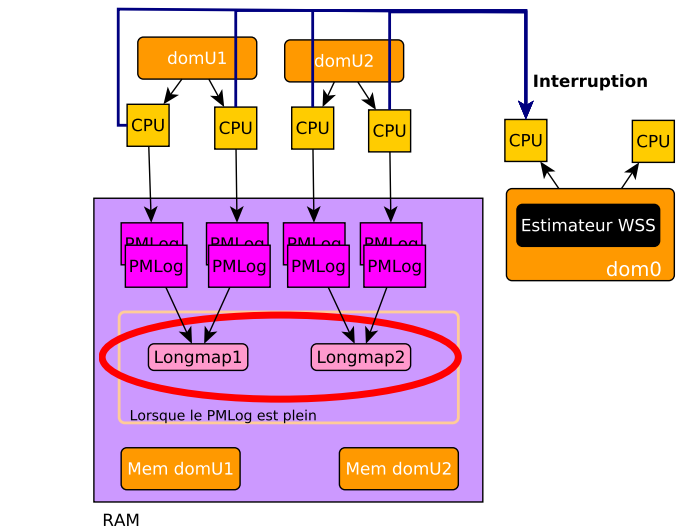 domU1
domU2
Interruption
CPU
CPU
CPU
CPU
CPU
CPU
Estimateur WSS
dom0
PMLog
PMLog
PMLog
PMLog
PMLog
PMLog
PMLog
PMLog
Longmap1
Longmap2
Lorsque le PMLog est plein
Mem domU1
Mem domU2
RAM